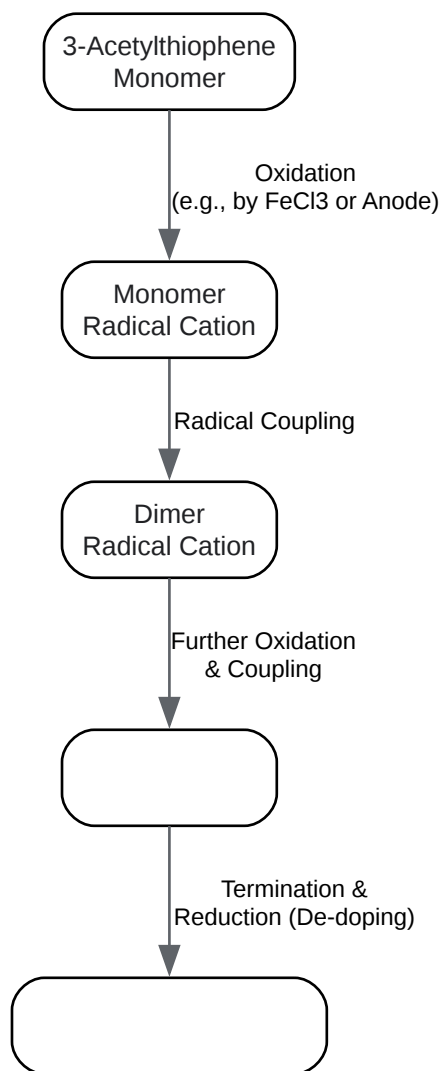 3-Acetylthiophene
Monomer
Oxidation
(e.g., by FeCl3 or Anode)
Monomer
Radical Cation
Radical Coupling
Dimer
Radical Cation
Further Oxidation
& Coupling
Termination &
Reduction (De-doping)